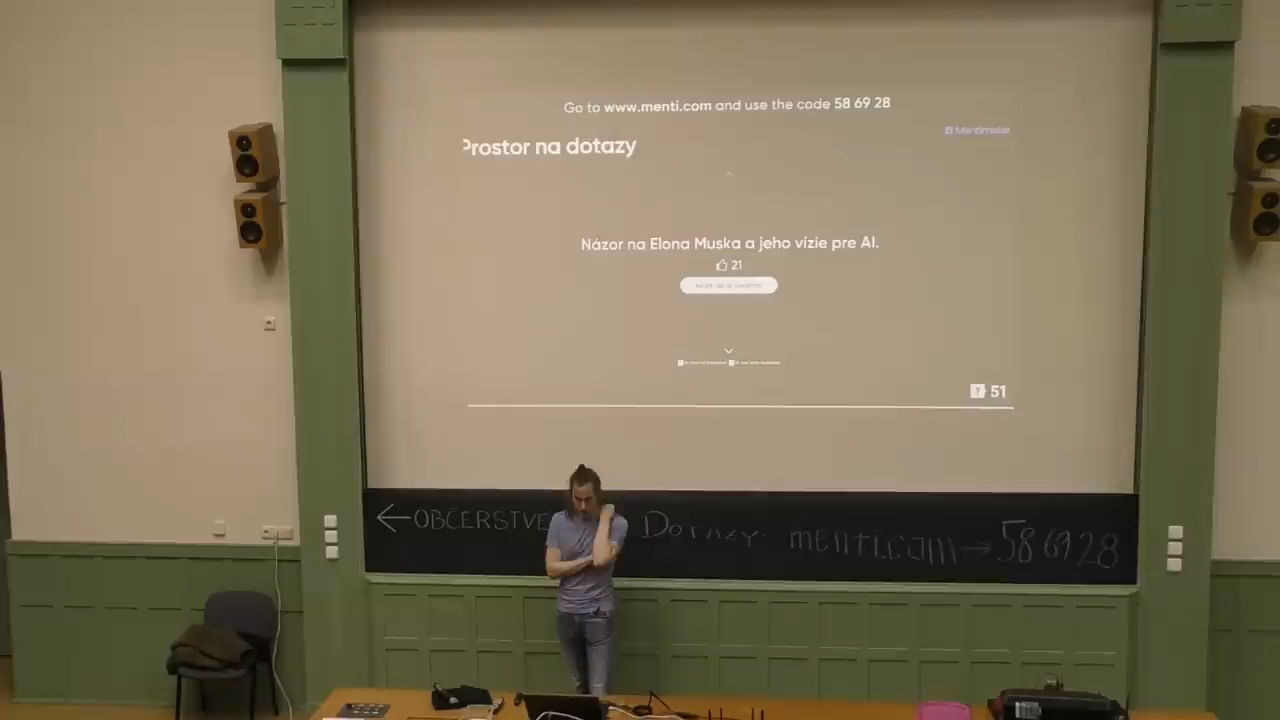 Go to www.menti.com and use the code 58 69 28
Mentimeter
Prostor na dotazy
Názor na Elona Muska a jeho vízie pre AI.
21
? 51
←OBČERSTVE
Dotazy: menti.com→58 69 28